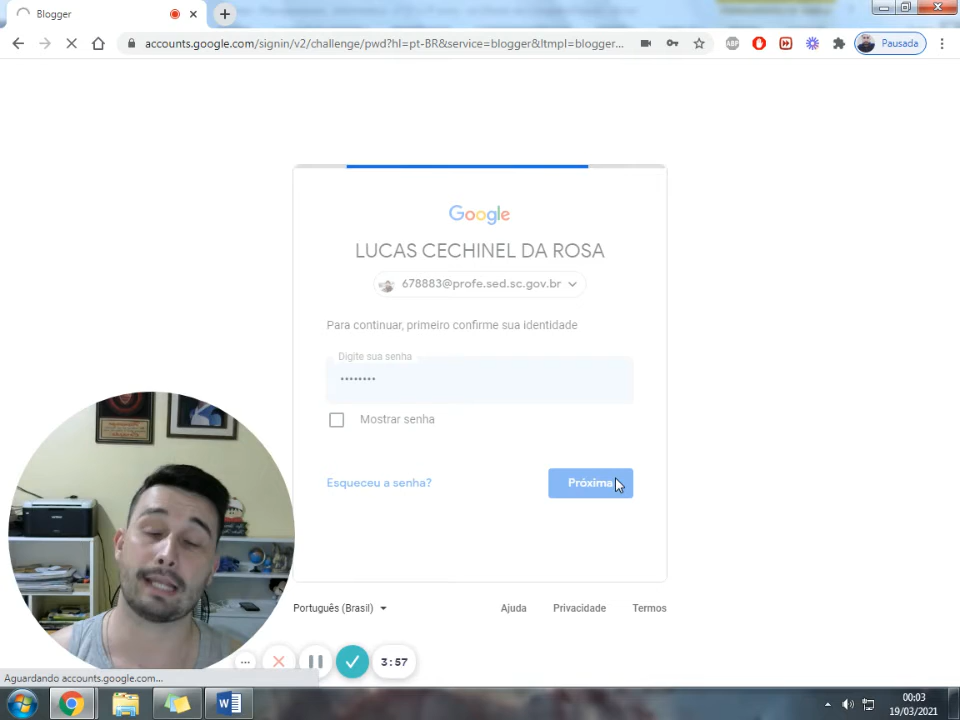 Blogger
accounts.google.com/signin/v2/challenge/pwd?hl=pt-BR&service=blogger&ltmpl=blogger...
ABP
Pausada
Google
LUCAS CECHINEL DA ROSA
678883@profe.sed.sc.gov.br
Para continuar, primeiro confirme sua identidade
Digite sua senha
••••••••
Mostrar senha
Esqueceu a senha?
Próxima
Português (Brasil)
Ajuda
Privacidade
Termos
3:57
Aguardando accounts.google.com...
00:03
19/03/2021